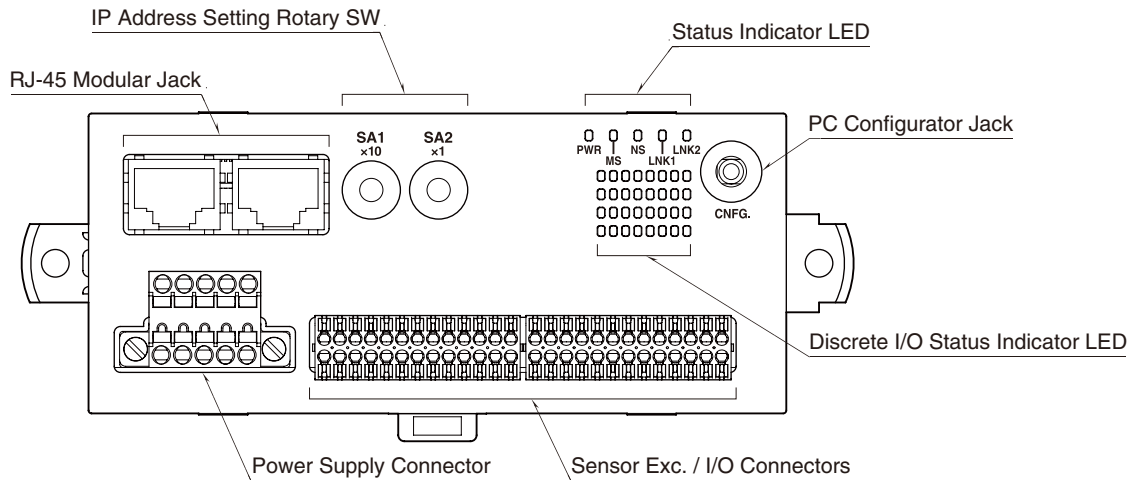 IP Address Setting Rotary SW
Status Indicator LED
RJ-45 Modular Jack
PC Configurator Jack
SA1
×10
SA2
×1
PWR
MS
NS
LNK1
LNK2
CNFG.
Discrete I/O Status Indicator LED
Power Supply Connector
Sensor Exc. / I/O Connectors